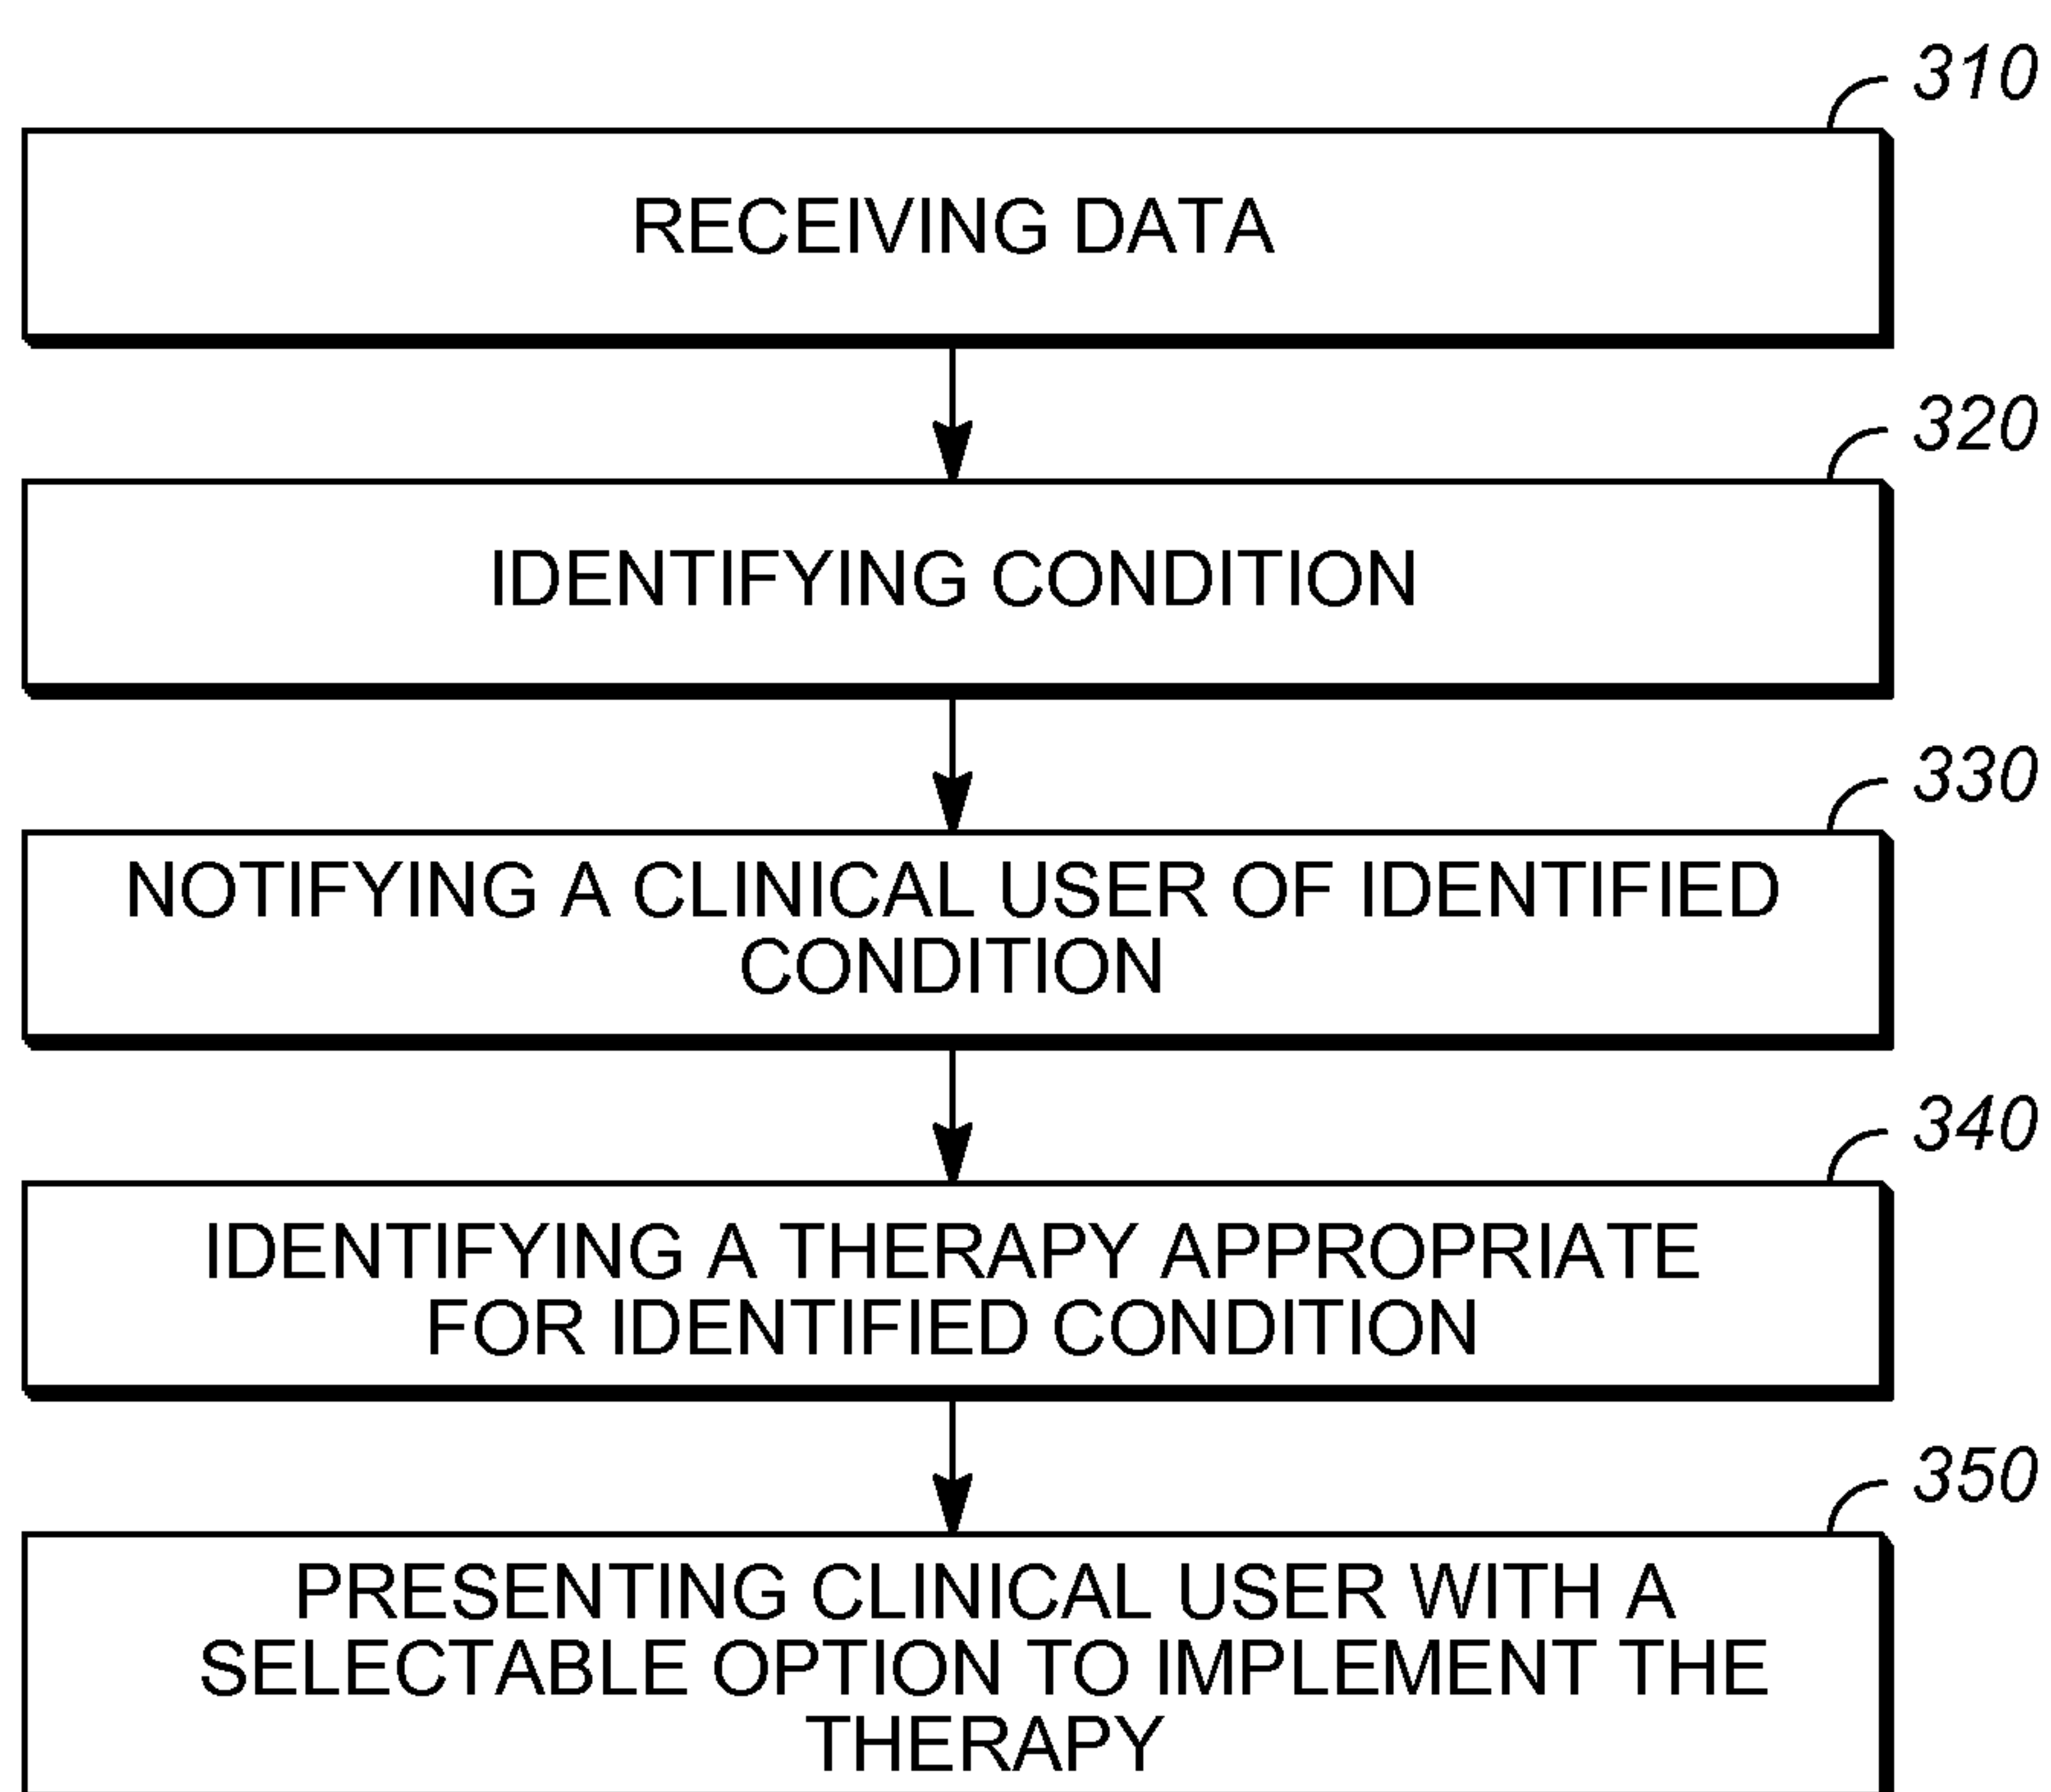 310
RECEIVING DATA
320
IDENTIFYING CONDITION
330
NOTIFYING A CLINICAL USER OF IDENTIFIED
CONDITION
340
IDENTIFYING A THERAPY APPROPRIATE
FOR IDENTIFIED CONDITION
350
PRESENTING CLINICAL USER WITH A
SELECTABLE OPTION TO IMPLEMENT THE
THERAPY